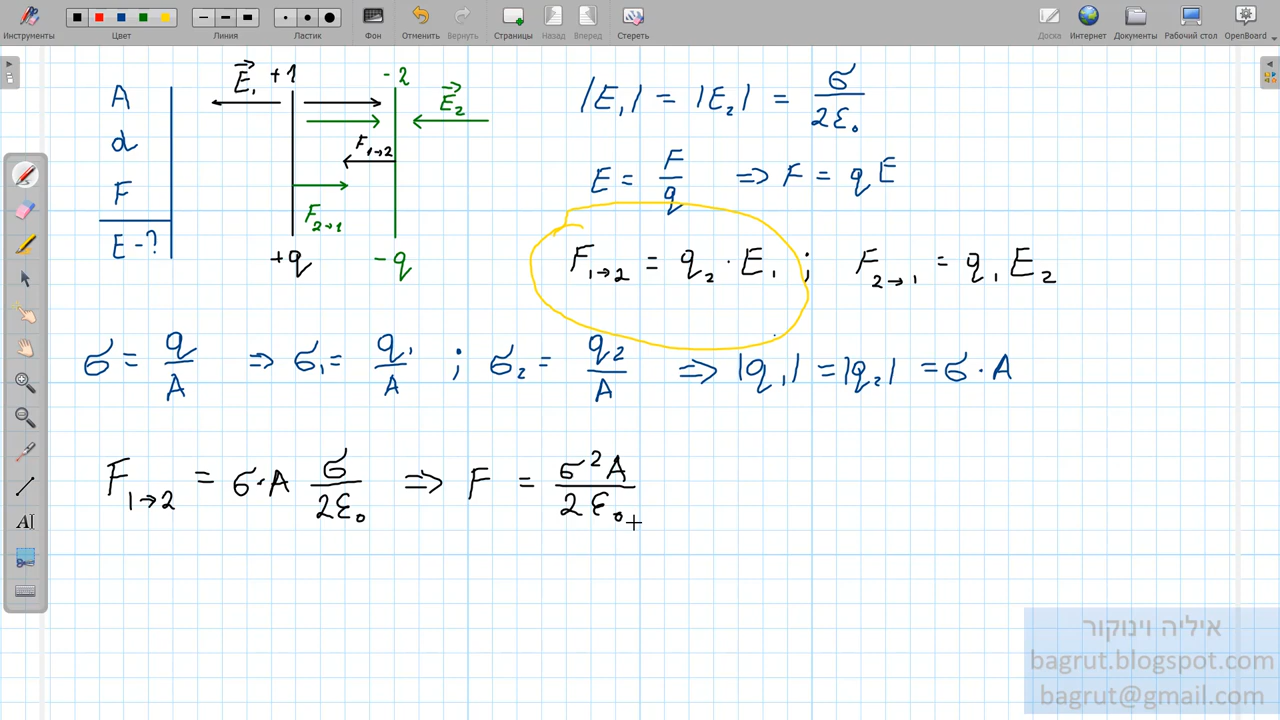 Инструменты Цвет Линия Ластик Фон Отменить Вернуть Страницы Назад Вперед Стереть Доска Интернет Документы Рабочий стол OpenBoard
A
d
F
E - ?
E⃗₁ +1 -2 E⃗₂
F₁→₂
F₂→₁
+q -q
|E₁| = |E₂| = σ/2ε₀
E = F/q ⇒ F = qE
F₁→₂ = q₂ · E₁ ; F₂→₁ = q₁ E₂
σ = q/A ⇒ σ₁ = q₁/A ; σ₂ = q₂/A ⇒ |q₁| = |q₂| = σ · A
F₁→₂ = σ · A σ/2ε₀ ⇒ F = σ²A/2ε₀
איליה וינוקור
bagrut.blogspot.com
bagrut@gmail.com